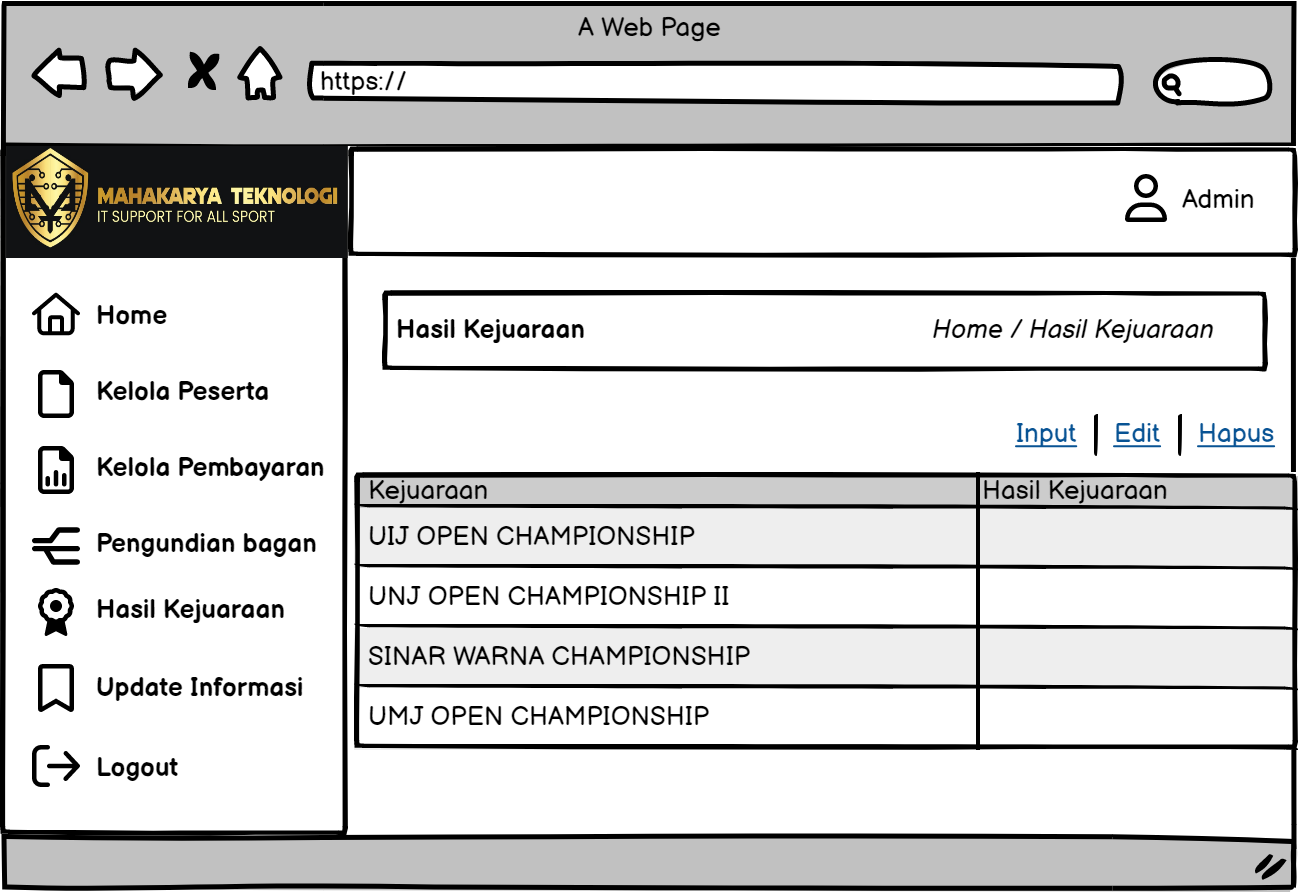 A Web Page
https://
MAHAKARYA TEKNOLOGI
IT SUPPORT FOR ALL SPORT
Admin
Home
Kelola Peserta
Kelola Pembayaran
Pengundian bagan
Hasil Kejuaraan
Update Informasi
Logout
Hasil Kejuaraan
Home / Hasil Kejuaraan
Input | Edit | Hapus
Kejuaraan Hasil Kejuaraan
UIJ OPEN CHAMPIONSHIP
UNJ OPEN CHAMPIONSHIP II
SINAR WARNA CHAMPIONSHIP
UMJ OPEN CHAMPIONSHIP